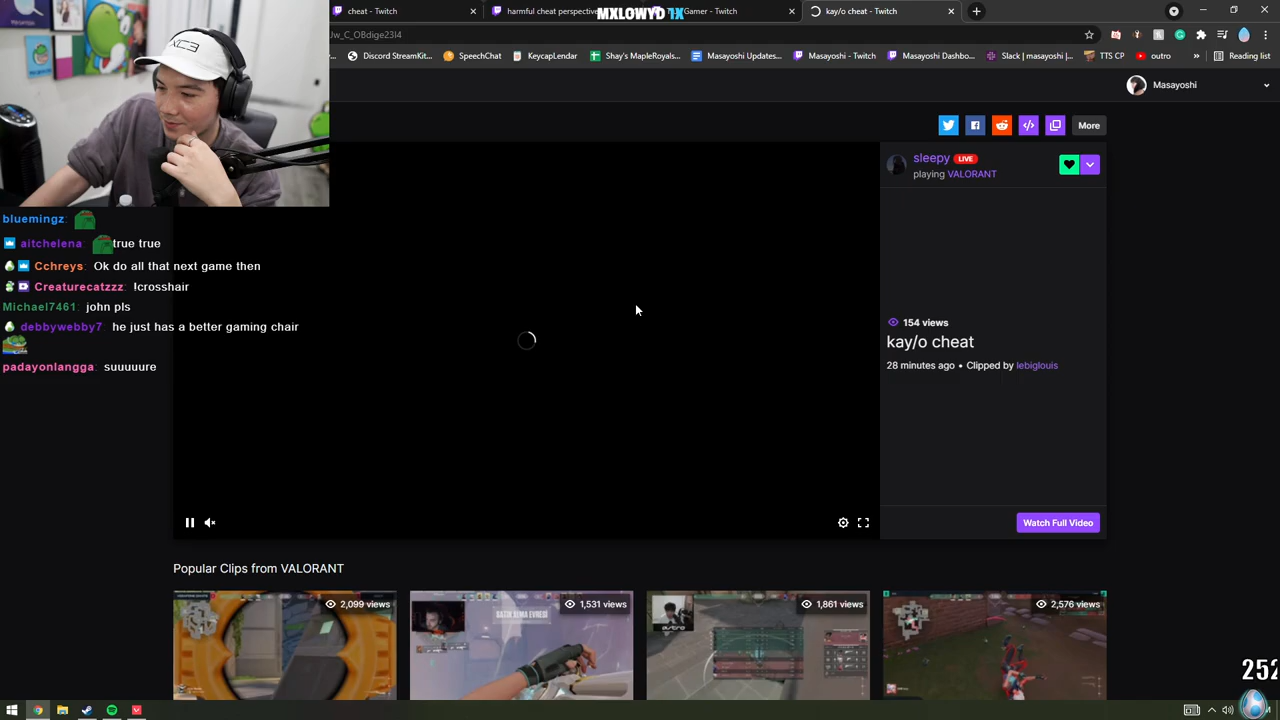 cheat - Twitch
harmful cheat perspective
MXLOWYD 1X
Gamer - Twitch
kay/o cheat - Twitch
Jw_C_OBdige23I4
Discord StreamKit...
SpeechChat
KeycapLendar
Shay's MapleRoyals...
Masayoshi Updates...
Masayoshi - Twitch
Masayoshi Dashbo...
Slack | masayoshi |...
TTS CP
outro
Reading list
Masayoshi
More
sleepy LIVE
playing VALORANT
bluemingz:
aitchelena: true true
Cchreys: Ok do all that next game then
Creaturecatzzz: !crosshair
Michael7461: john pls
debbywebby7: he just has a better gaming chair
padayonlangga: suuuuure
154 views
kay/o cheat
28 minutes ago • Clipped by lebiglouis
Watch Full Video
Popular Clips from VALORANT
2,099 views
1,531 views
1,861 views
2,576 views
252